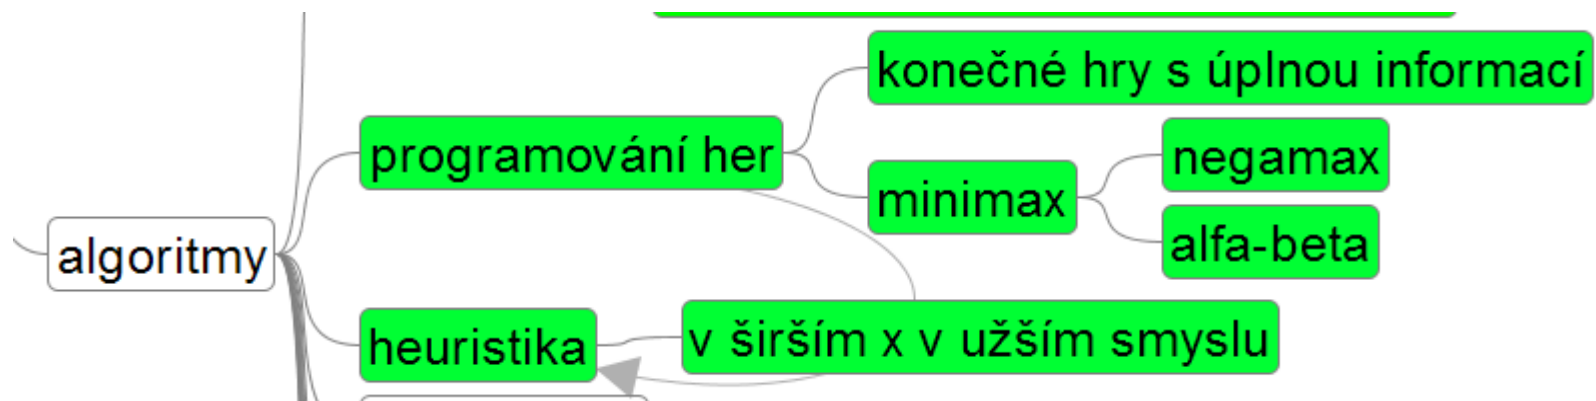 konečné hry s úplnou informací
programování her
negamax
minimax
alfa-beta
algoritmy
heuristika
v širším x v užším smyslu